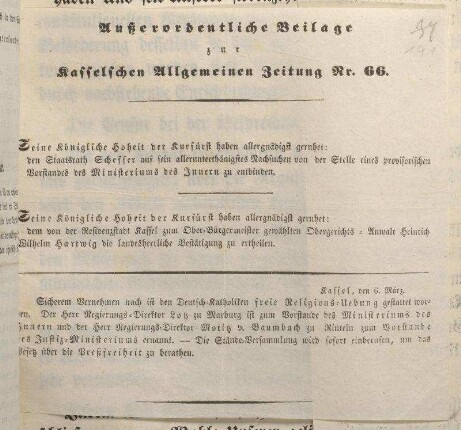 Außerordentliche Beilage
zur
Kasselschen Allgemeinen Zeitung Nr. 66.
Seine Königliche Hoheit der Kurfürst haben allergnädigst geruhet:
den Staatsrath Scheffer auf sein allerunterthänigstes Nachsuchen von der Stelle eines provisorischen
Vorstandes des Ministeriums des Innern zu entbinden.
Seine Königliche Hoheit der Kurfürst haben allergnädigst geruhet:
dem von der Residenzstadt Kassel zum Ober-Bürgermeister gewählten Obergerichts-Anwalt Heinrich
Wilhelm Hartwig die landesherrliche Bestätigung zu ertheilen.
Kassel, den 6. März.
Sicherem Vernehmen nach ist den Deutsch-Katholiken freie Religions-Uebung gestattet wor-
den. Der Herr Regierungs-Direktor Lotz zu Marburg ist zum Vorstande des Ministeriums des
Innern und der Herr Regierungs-Direktor Moritz v. Baumbach zu Rinteln zum Vorstande
des Justiz-Ministeriums ernannt. — Die Stände-Versammlung wird sofort einberufen, um das
Gesetz über die Preßfreiheit zu berathen.